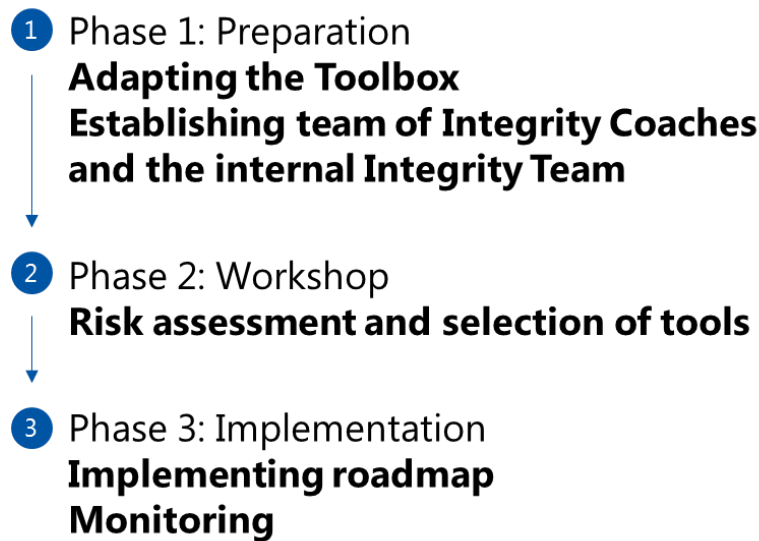 1 Phase 1: Preparation
Adapting the Toolbox
Establishing team of Integrity Coaches
and the internal Integrity Team
2 Phase 2: Workshop
Risk assessment and selection of tools
3 Phase 3: Implementation
Implementing roadmap
Monitoring